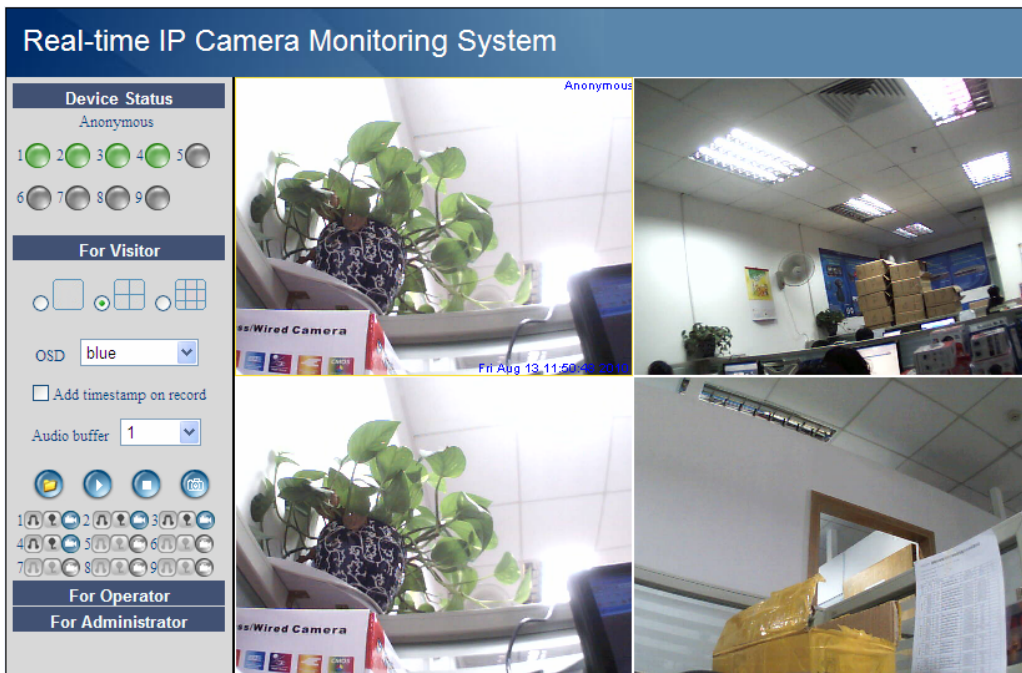 Real-time IP Camera Monitoring System
Device Status
Anonymous
1 2 3 4 5
6 7 8 9
For Visitor
OSD blue
Add timestamp on record
Audio buffer 1
1 2 3
4 5 6
7 8 9
For Operator
For Administrator
Anonymous
ss/Wired Camera
CMOS
Fri Aug 13 11:50:
ss/Wired Camera
CMOS